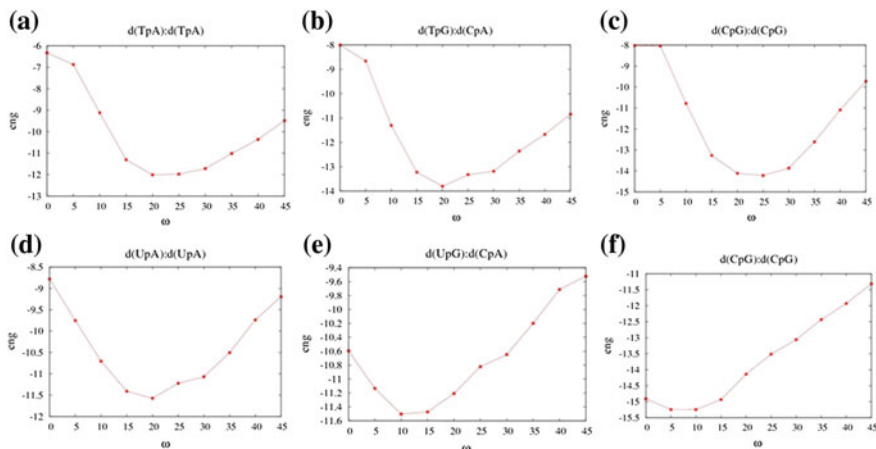 (a)
d(TpA):d(TpA)
-6
-7
-8
-9
-10
-11
-12
-13
eng
0 5 10 15 20 25 30 35 40 45
ω
(b)
d(TpG):d(CpA)
-8
-9
-10
-11
-12
-13
-14
eng
0 5 10 15 20 25 30 35 40 45
ω
(c)
d(CpG):d(CpG)
-8
-9
-10
-11
-12
-13
-14
-15
eng
0 5 10 15 20 25 30 35 40 45
ω
(d)
d(UpA):d(UpA)
-8.5
-9
-9.5
-10
-10.5
-11
-11.5
-12
eng
0 5 10 15 20 25 30 35 40 45
ω
(e)
d(UpG):d(CpA)
-9.4
-9.6
-9.8
-10
-10.2
-10.4
-10.6
-10.8
-11
-11.2
-11.4
-11.6
eng
0 5 10 15 20 25 30 35 40 45
ω
(f)
d(CpG):d(CpG)
-11
-11.5
-12
-12.5
-13
-13.5
-14
-14.5
-15
-15.5
eng
0 5 10 15 20 25 30 35 40 45
ω